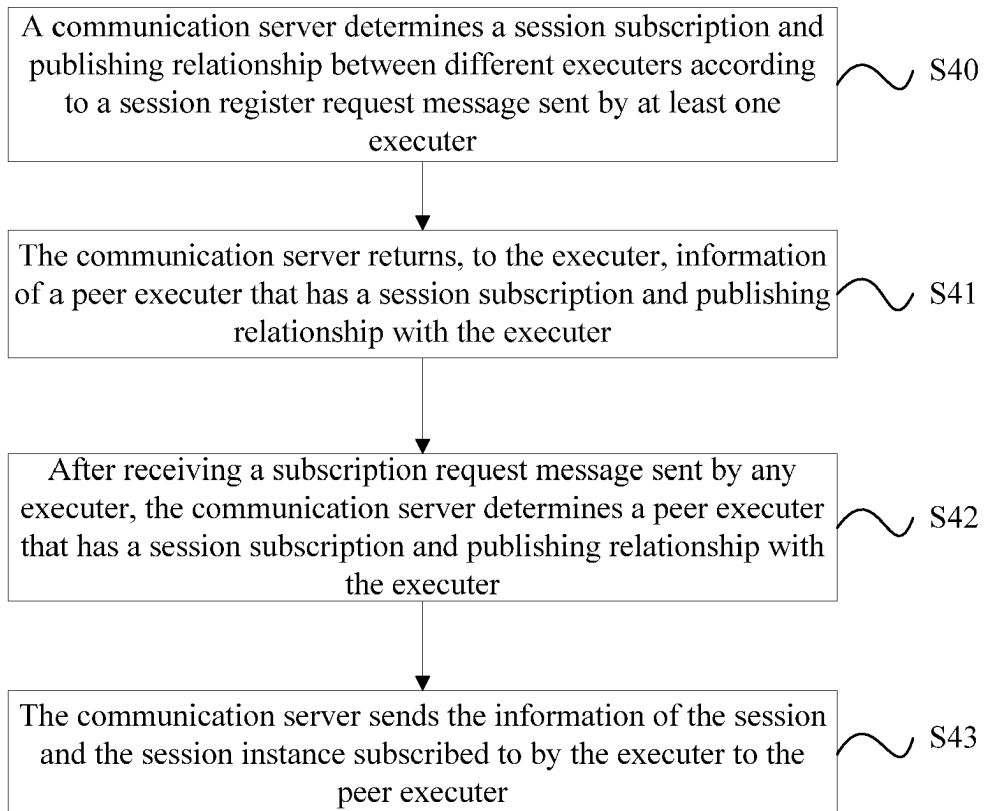 A communication server determines a session subscription and
publishing relationship between different executers according
to a session register request message sent by at least one
executer
S40
The communication server returns, to the executer, information
of a peer executer that has a session subscription and publishing
relationship with the executer
S41
After receiving a subscription request message sent by any
executer, the communication server determines a peer executer
that has a session subscription and publishing relationship with
the executer
S42
The communication server sends the information of the session
and the session instance subscribed to by the executer to the
peer executer
S43